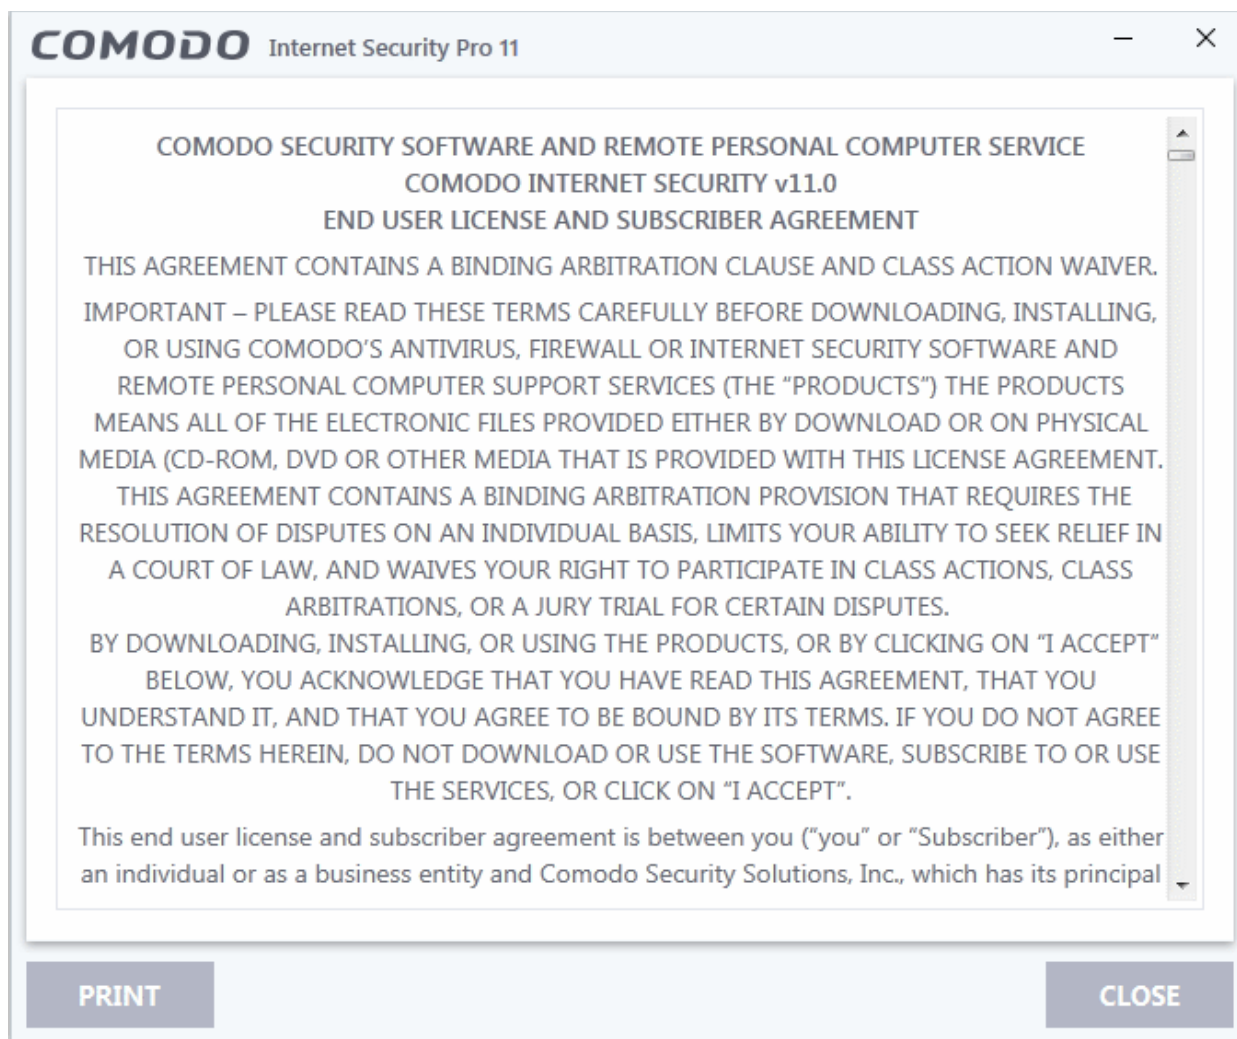 COMODO Internet Security Pro 11
COMODO SECURITY SOFTWARE AND REMOTE PERSONAL COMPUTER SERVICE
COMODO INTERNET SECURITY v11.0
END USER LICENSE AND SUBSCRIBER AGREEMENT
THIS AGREEMENT CONTAINS A BINDING ARBITRATION CLAUSE AND CLASS ACTION WAIVER.
IMPORTANT – PLEASE READ THESE TERMS CAREFULLY BEFORE DOWNLOADING, INSTALLING,
OR USING COMODO’S ANTIVIRUS, FIREWALL OR INTERNET SECURITY SOFTWARE AND
REMOTE PERSONAL COMPUTER SUPPORT SERVICES (THE “PRODUCTS”) THE PRODUCTS
MEANS ALL OF THE ELECTRONIC FILES PROVIDED EITHER BY DOWNLOAD OR ON PHYSICAL
MEDIA (CD-ROM, DVD OR OTHER MEDIA THAT IS PROVIDED WITH THIS LICENSE AGREEMENT.
THIS AGREEMENT CONTAINS A BINDING ARBITRATION PROVISION THAT REQUIRES THE
RESOLUTION OF DISPUTES ON AN INDIVIDUAL BASIS, LIMITS YOUR ABILITY TO SEEK RELIEF IN
A COURT OF LAW, AND WAIVES YOUR RIGHT TO PARTICIPATE IN CLASS ACTIONS, CLASS
ARBITRATIONS, OR A JURY TRIAL FOR CERTAIN DISPUTES.
BY DOWNLOADING, INSTALLING, OR USING THE PRODUCTS, OR BY CLICKING ON “I ACCEPT”
BELOW, YOU ACKNOWLEDGE THAT YOU HAVE READ THIS AGREEMENT, THAT YOU
UNDERSTAND IT, AND THAT YOU AGREE TO BE BOUND BY ITS TERMS. IF YOU DO NOT AGREE
TO THE TERMS HEREIN, DO NOT DOWNLOAD OR USE THE SOFTWARE, SUBSCRIBE TO OR USE
THE SERVICES, OR CLICK ON “I ACCEPT”.
This end user license and subscriber agreement is between you (“you” or “Subscriber”), as either
an individual or as a business entity and Comodo Security Solutions, Inc., which has its principal
PRINT
CLOSE